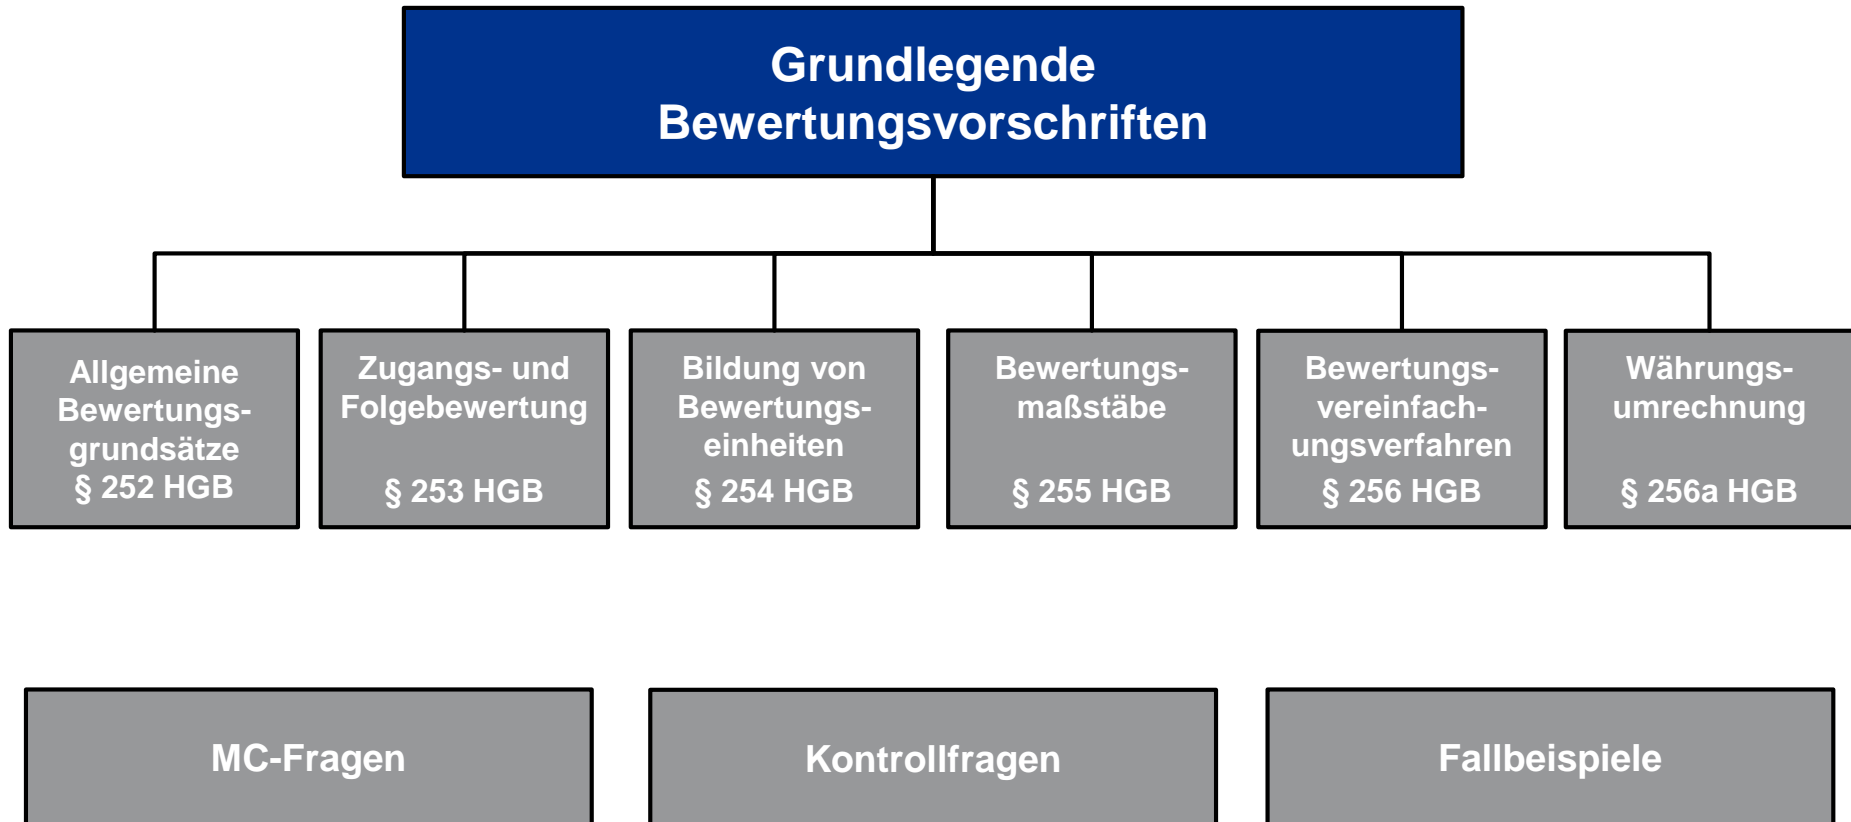 Grundlegende
Bewertungsvorschriften
Allgemeine
Bewertungs-
grundsätze
§ 252 HGB
Zugangs- und
Folgebewertung
§ 253 HGB
Bildung von
Bewertungs-
einheiten
§ 254 HGB
Bewertungs-
maßstäbe
§ 255 HGB
Bewertungs-
vereinfach-
ungsverfahren
§ 256 HGB
Währungs-
umrechnung
§ 256a HGB
MC-Fragen
Kontrollfragen
Fallbeispiele